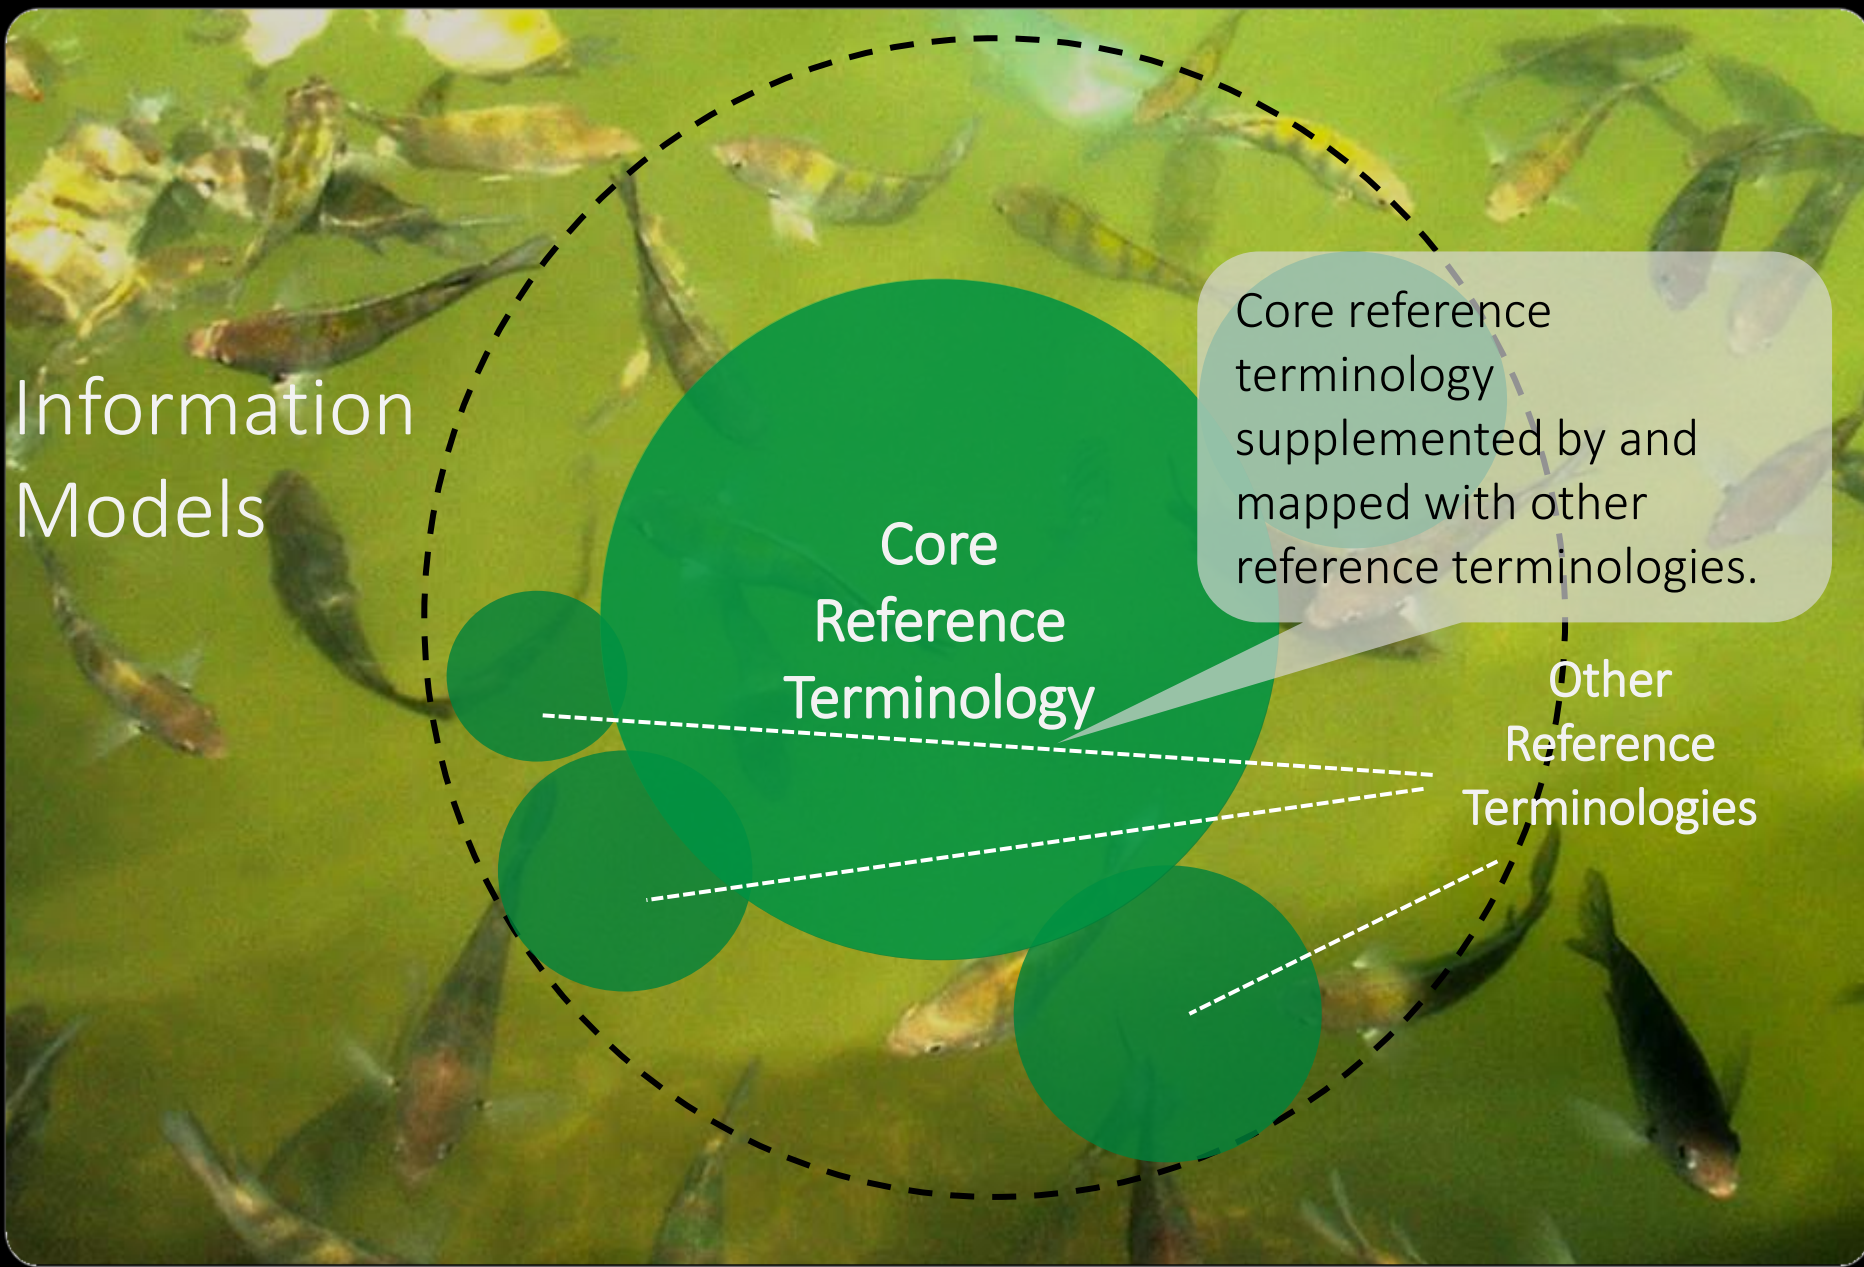 Information
Models
Core
Reference
Terminology
Core reference
terminology
supplemented by and
mapped with other
reference terminologies.
Other
Reference
Terminologies